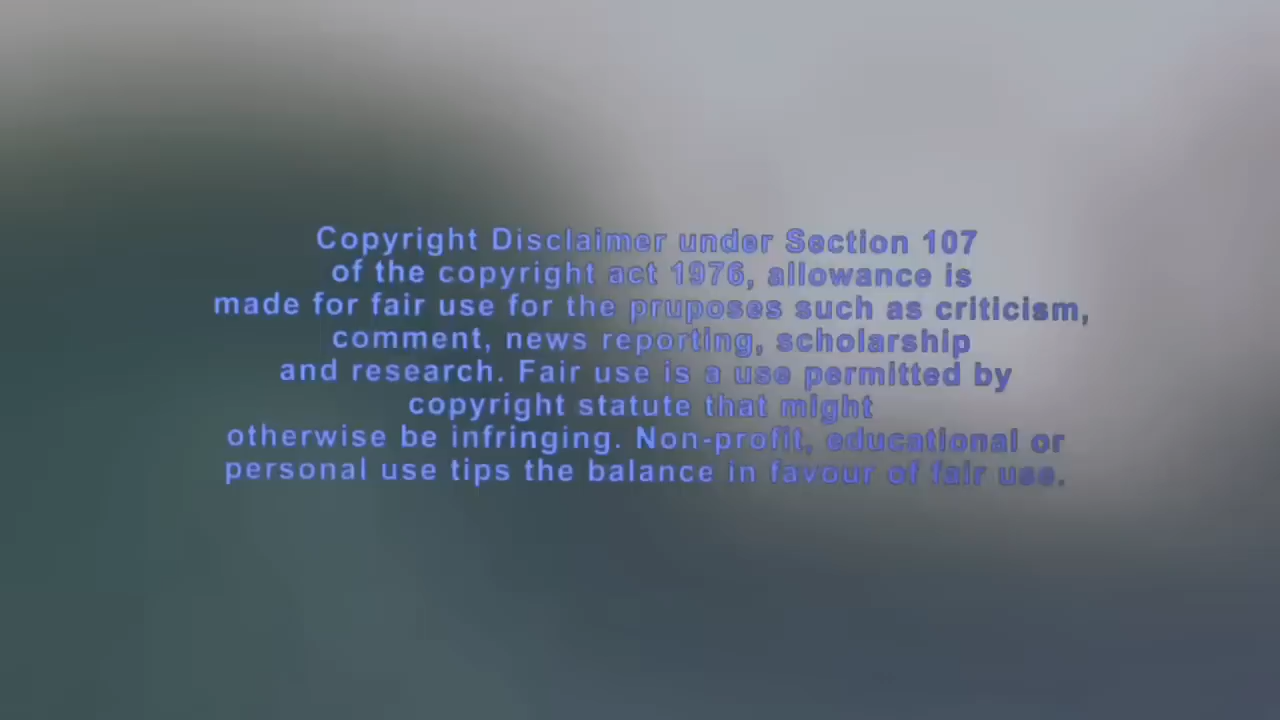 Copyright Disclaimer under Section 107
of the copyright act 1976, allowance is
made for fair use for the pruposes such as criticism,
comment, news reporting, scholarship
and research. Fair use is a use permitted by
copyright statute that might
otherwise be infringing. Non-profit, educational or
personal use tips the balance in favour of fair use.